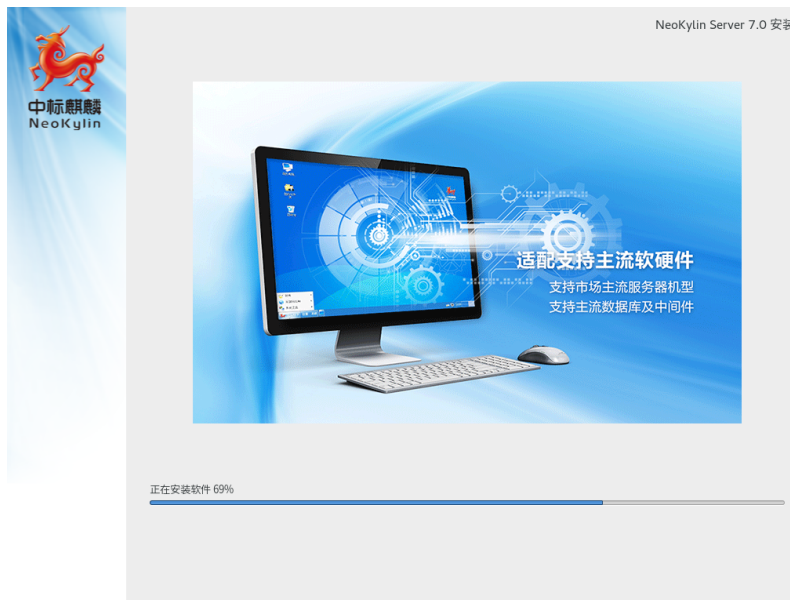 NeoKylin Server 7.0 安装
中标麒麟
NeoKylin
适配支持主流软硬件
支持市场主流服务器机型
支持主流数据库及中间件
正在安装软件 69%